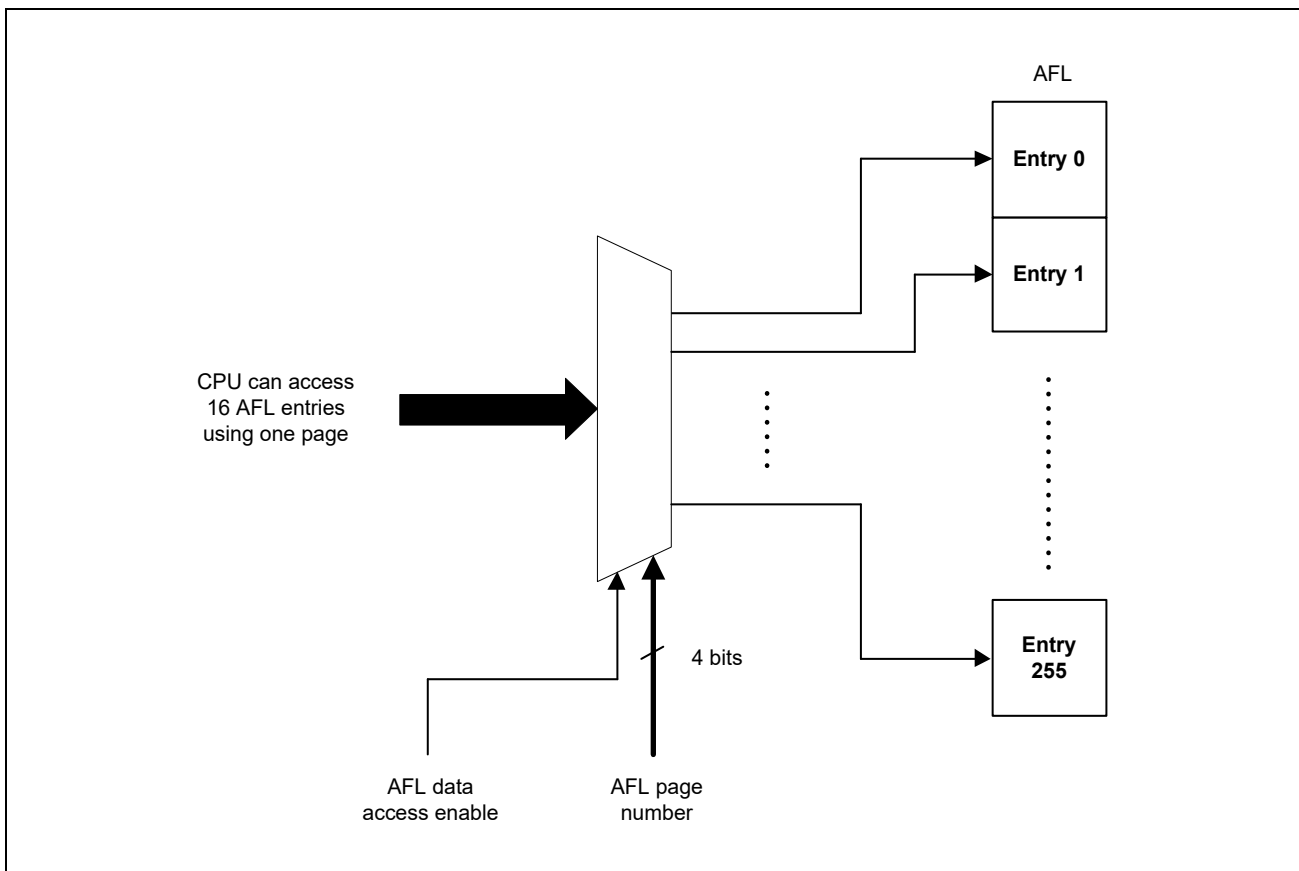 AFL
Entry 0
Entry 1
CPU can access
16 AFL entries
using one page
Entry
255
4 bits
AFL data
access enable
AFL page
number